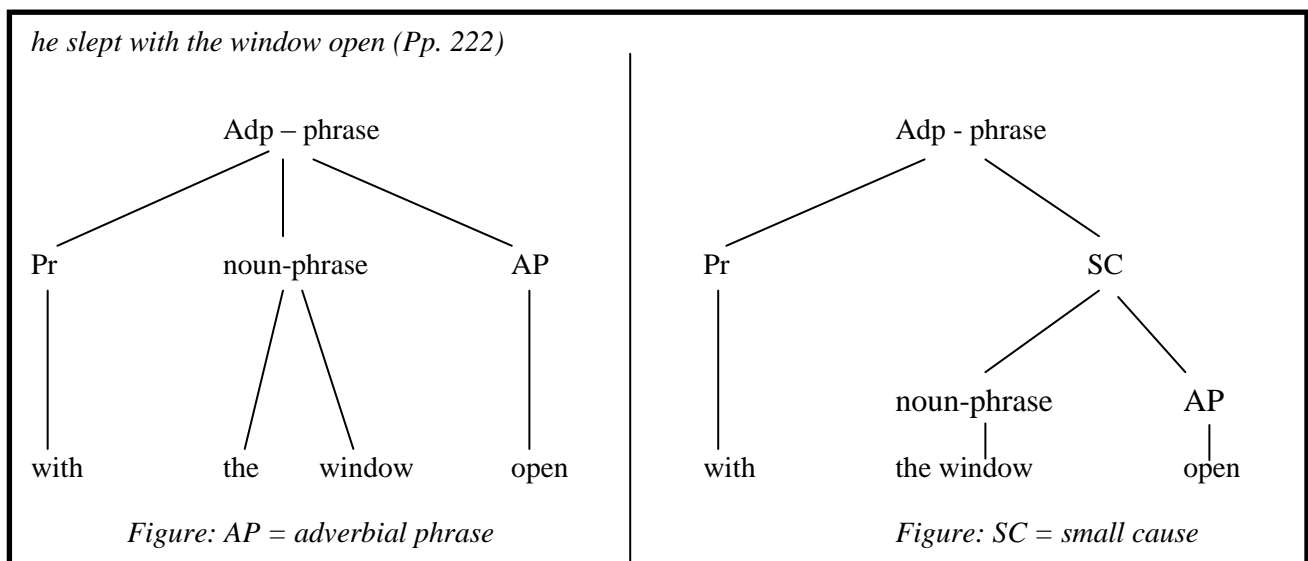 he slept with the window open (Pp. 222)
Adp – phrase
Pr noun-phrase AP
with the window open
Figure: AP = adverbial phrase
Adp - phrase
Pr SC
noun-phrase AP
with the window open
Figure: SC = small cause